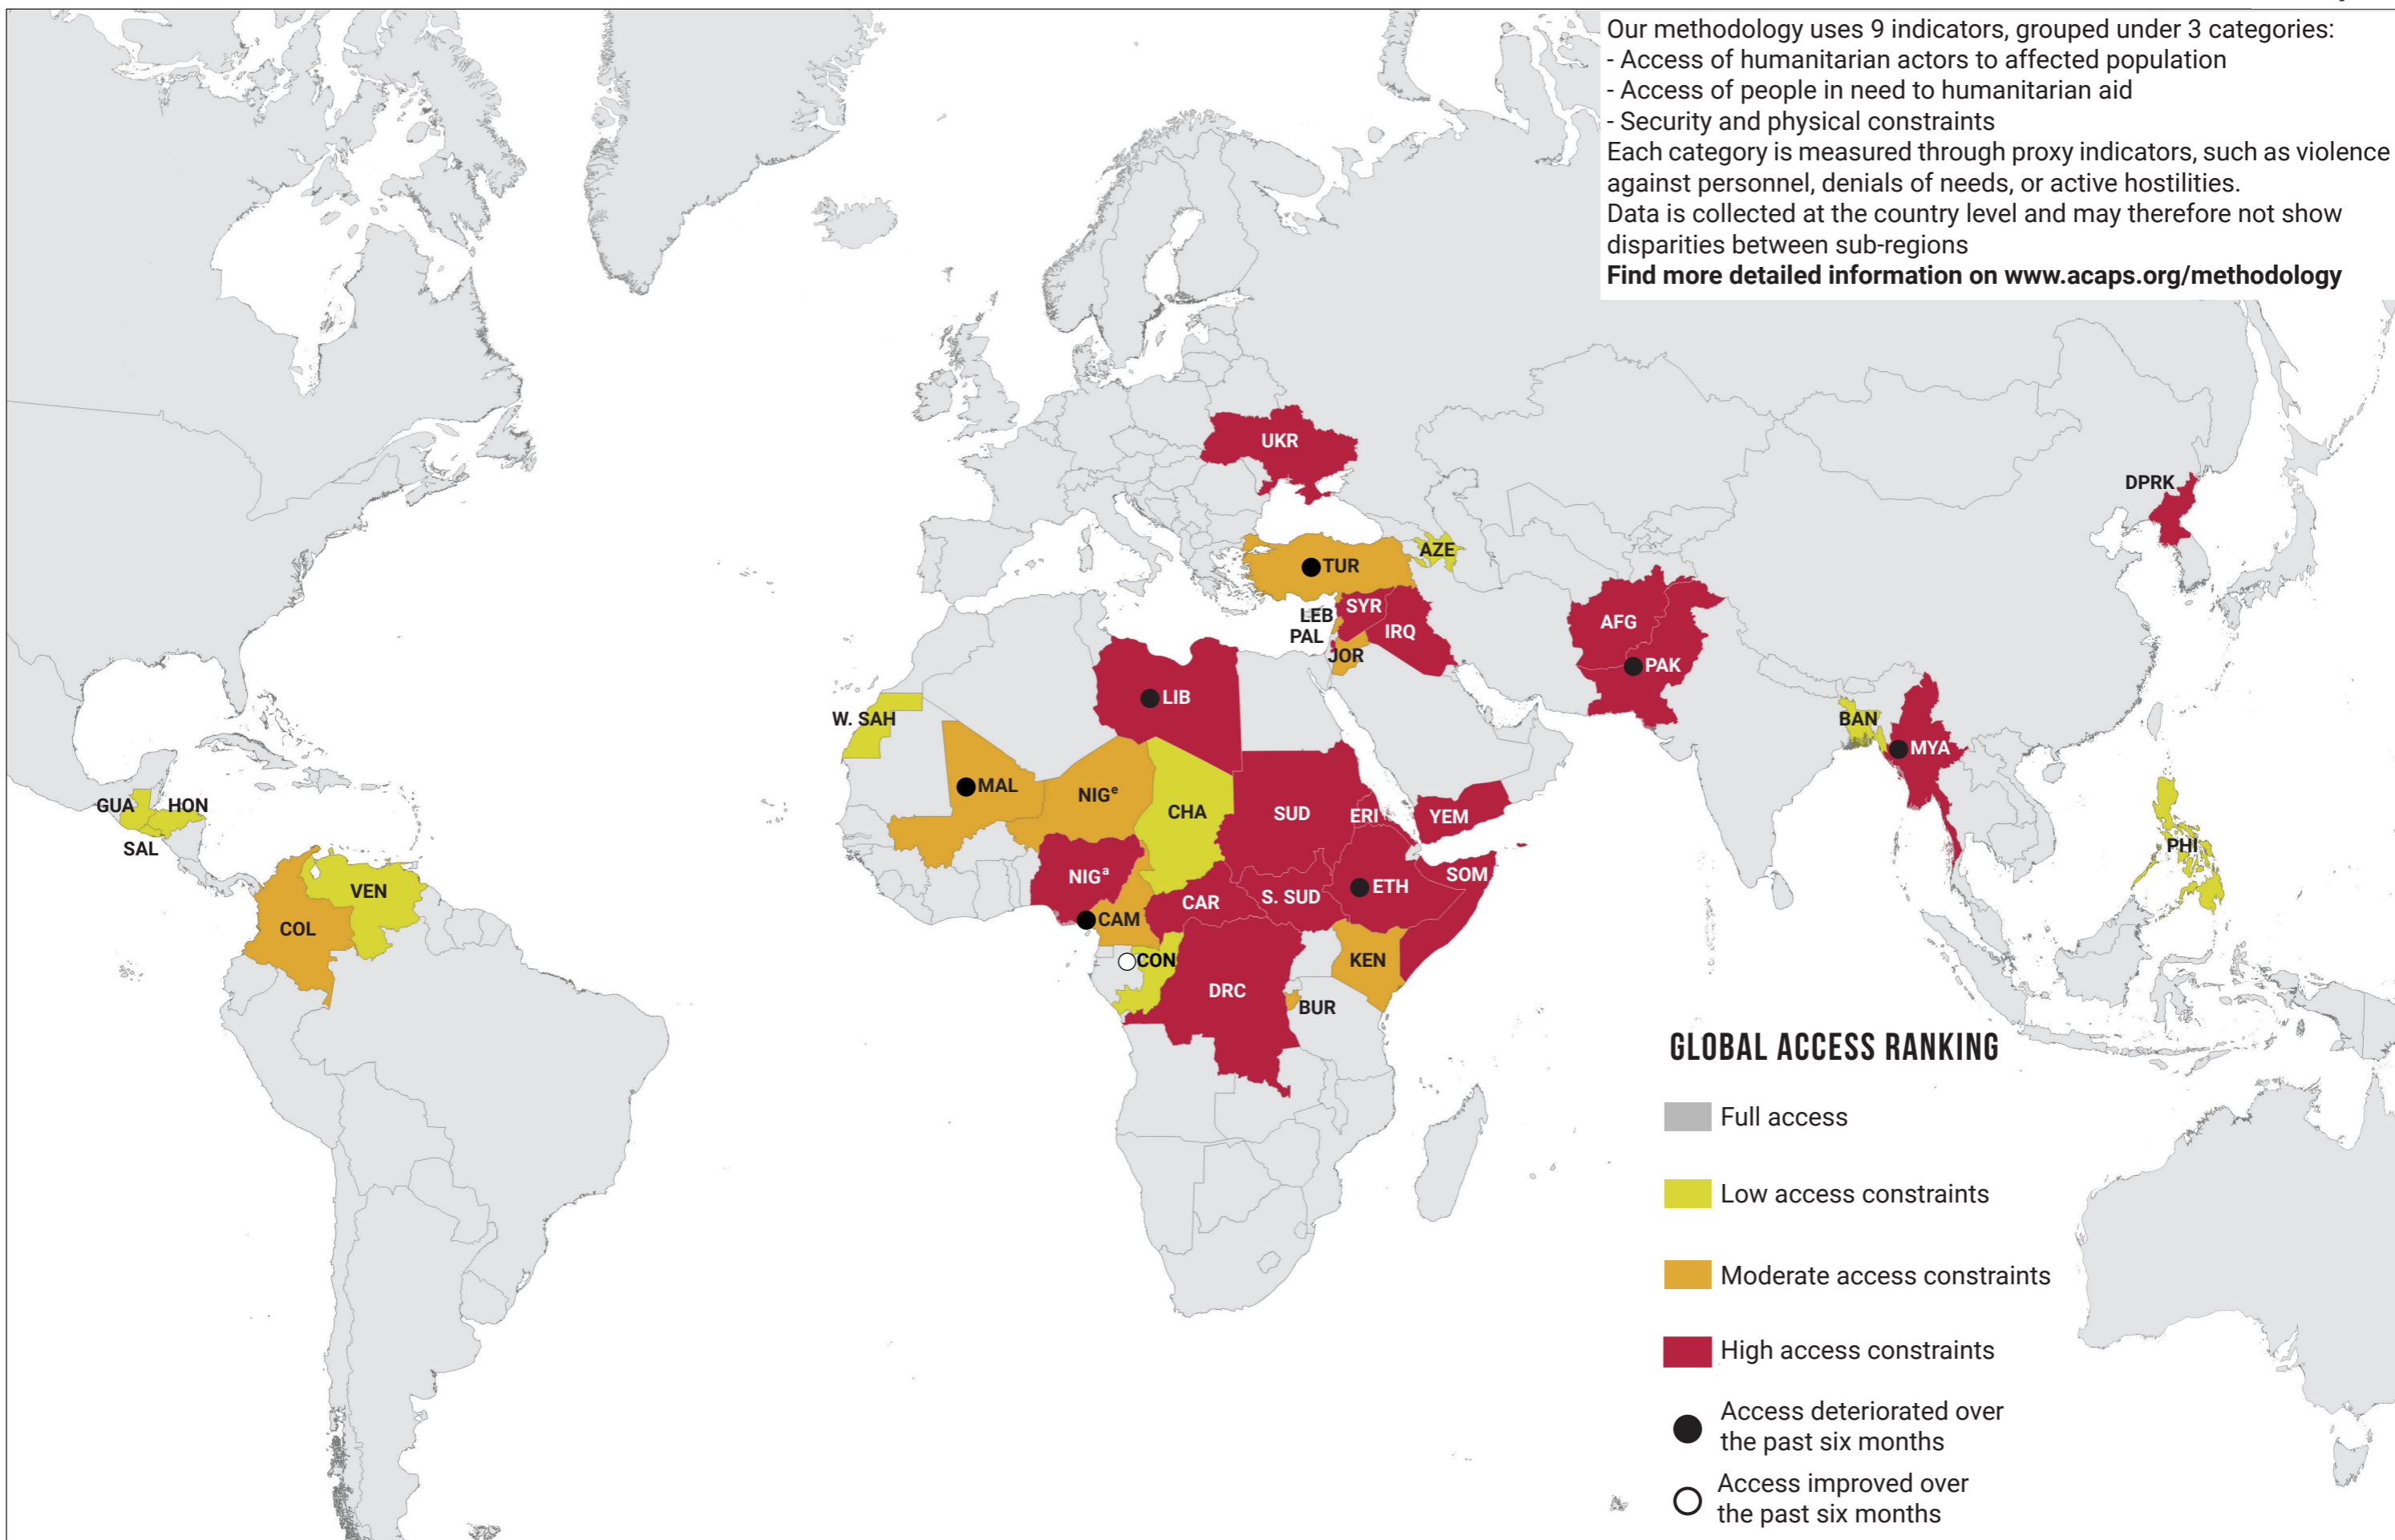 Our methodology uses 9 indicators, grouped under 3 categories:
- Access of humanitarian actors to affected population
- Access of people in need to humanitarian aid
- Security and physical constraints
Each category is measured through proxy indicators, such as violence
against personnel, denials of needs, or active hostilities.
Data is collected at the country level and may therefore not show
disparities between sub-regions
Find more detailed information on www.acaps.org/methodology
UKR
DPRK
AZE
TUR
SYR
LEB
AFG
IRQ
PAL
JOR
PAK
LIB
W. SAH
BAN
MYA
MAL
NIGe
GUA
HON
CHA
SUD
ERI
YEM
SAL
PHI
NIGa
SOM
ETH
VEN
S. SUD
CAR
CAM
COL
CON
KEN
DRC
BUR
GLOBAL ACCESS RANKING
Full access
Low access constraints
Moderate access constraints
High access constraints
Access deteriorated over
the past six months
Access improved over
the past six months